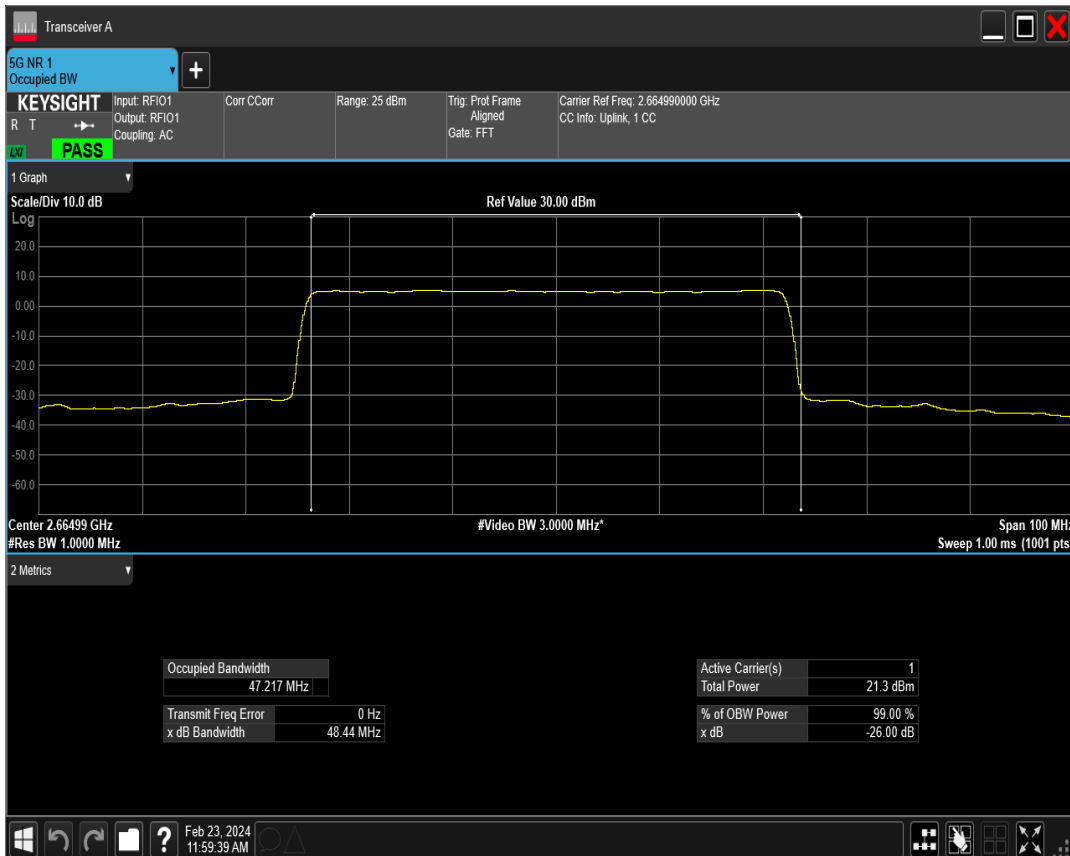 Transceiver A
5G NR 1
Occupied BW
KEYSIGHT
R T
LXI
PASS
Input: RFIO1
Output: RFIO1
Coupling: AC
Corr CCorr
Range: 25 dBm
Trig: Prot Frame
Aligned
Gate: FFT
Carrier Ref Freq: 2.664990000 GHz
CC Info: Uplink, 1 CC
1 Graph
Scale/Div 10.0 dB
Ref Value 30.00 dBm
Log
20.0
10.0
0.00
-10.0
-20.0
-30.0
-40.0
-50.0
-60.0
Center 2.66499 GHz
#Video BW 3.0000 MHz*
Span 100 MHz
#Res BW 1.0000 MHz
Sweep 1.00 ms (1001 pts
2 Metrics
Occupied Bandwidth
47.217 MHz
Transmit Freq Error 0 Hz
x dB Bandwidth 48.44 MHz
Active Carrier(s) 1
Total Power 21.3 dBm
% of OBW Power 99.00 %
x dB -26.00 dB
?
Feb 23, 2024
11:59:39 AM